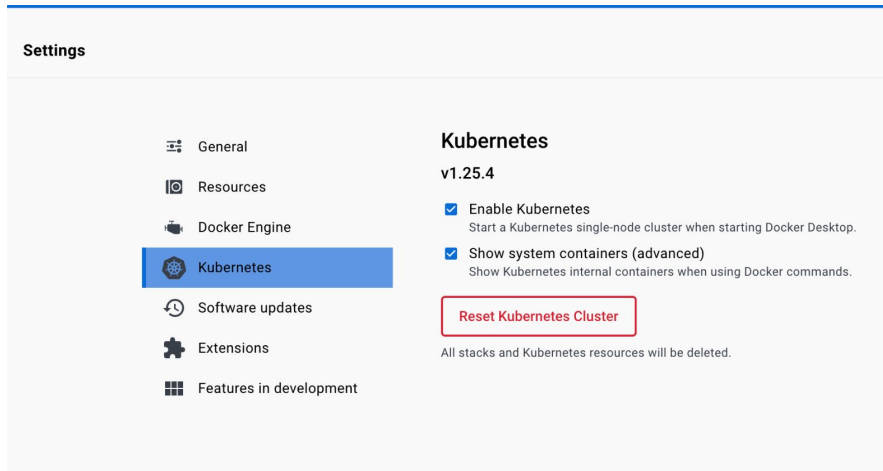 Settings
General
Resources
Docker Engine
Kubernetes
Software updates
Extensions
Features in development
Kubernetes
v1.25.4
Enable Kubernetes
Start a Kubernetes single-node cluster when starting Docker Desktop.
Show system containers (advanced)
Show Kubernetes internal containers when using Docker commands.
Reset Kubernetes Cluster
All stacks and Kubernetes resources will be deleted.